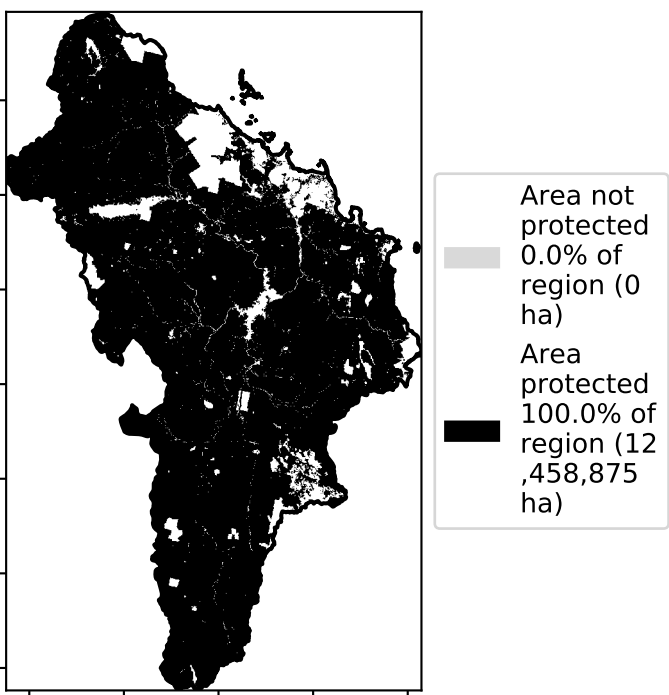 Area not
protected
0.0% of
region (0
ha)
Area
protected
100.0% of
region (12
,458,875
ha)